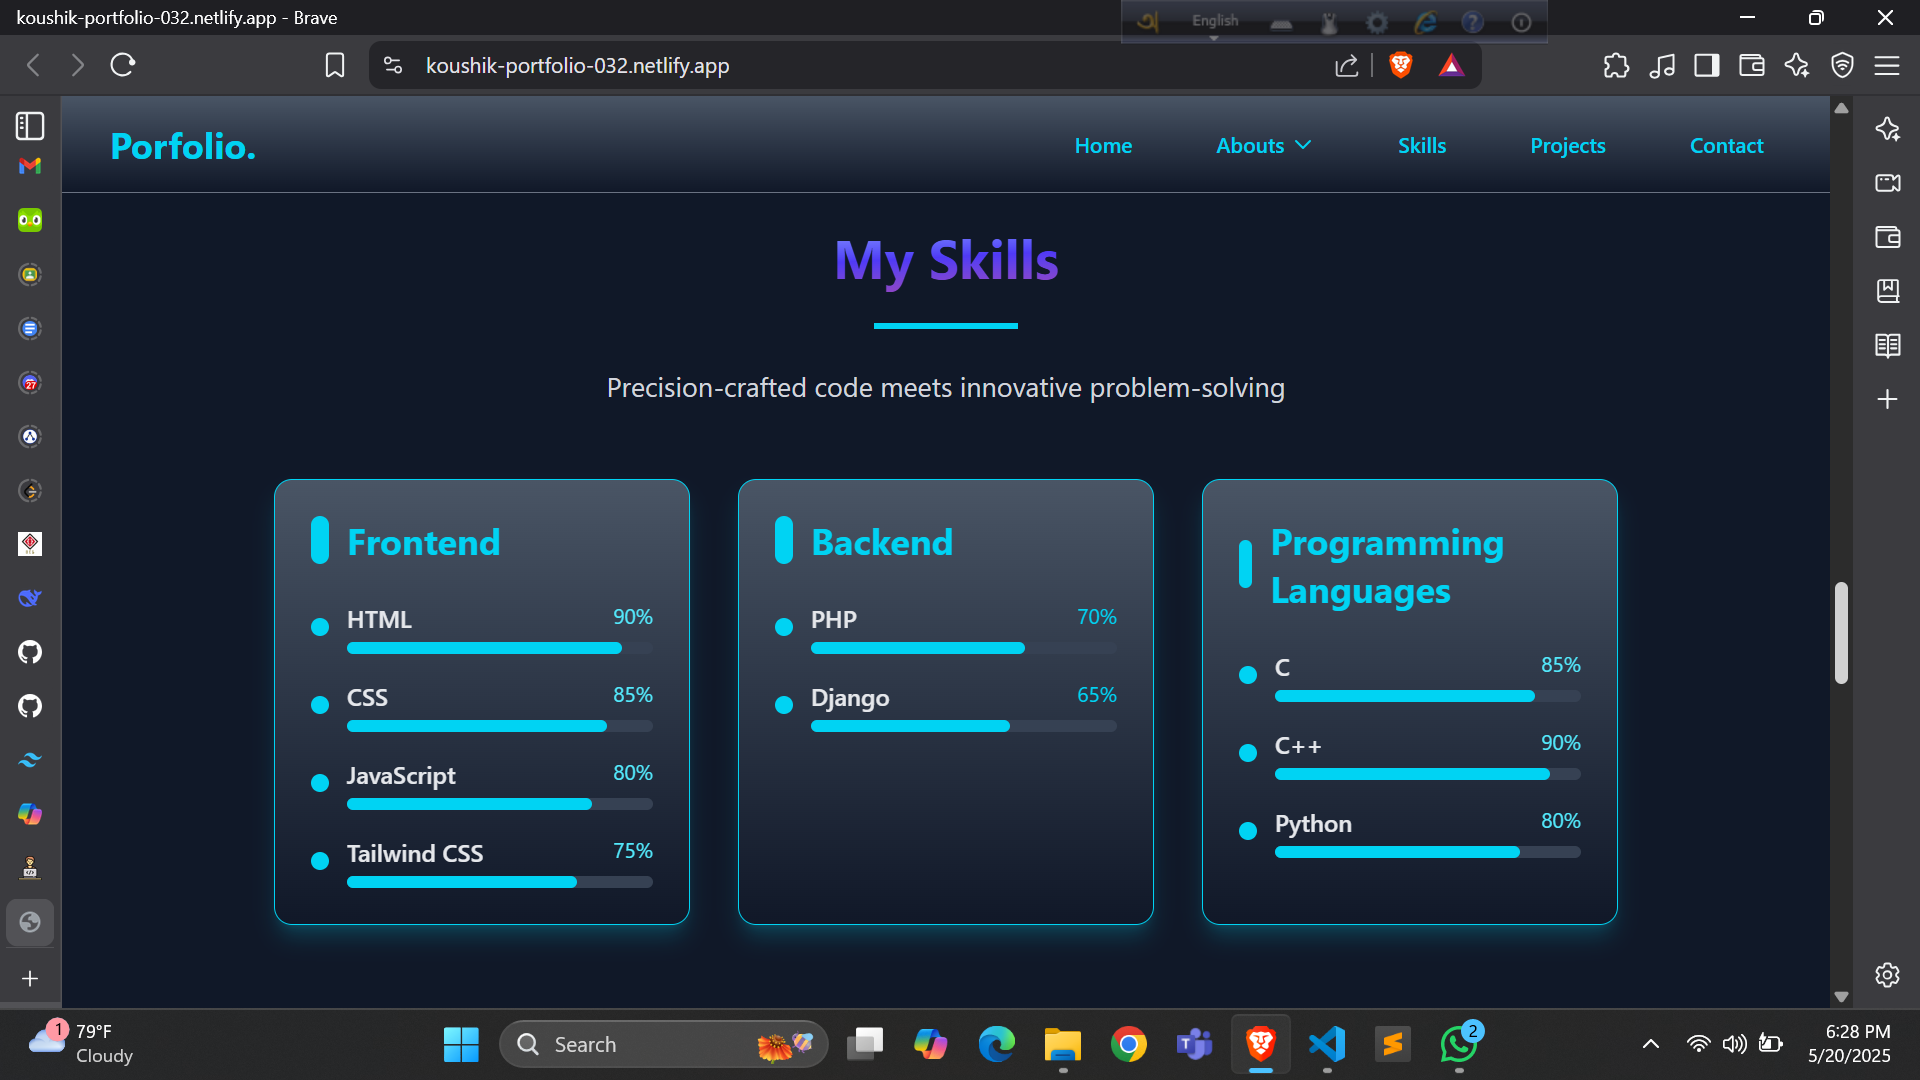 koushik-portfolio-032.netlify.app - Brave
English
koushik-portfolio-032.netlify.app
Porfolio.
Home
Abouts
Skills
Projects
Contact
My Skills
Precision-crafted code meets innovative problem-solving
Frontend
HTML 90%
CSS 85%
JavaScript 80%
Tailwind CSS 75%
Backend
PHP 70%
Django 65%
Programming
Languages
C 85%
C++ 90%
Python 80%
27
1
79°F
Cloudy
Search
2
6:28 PM
5/20/2025